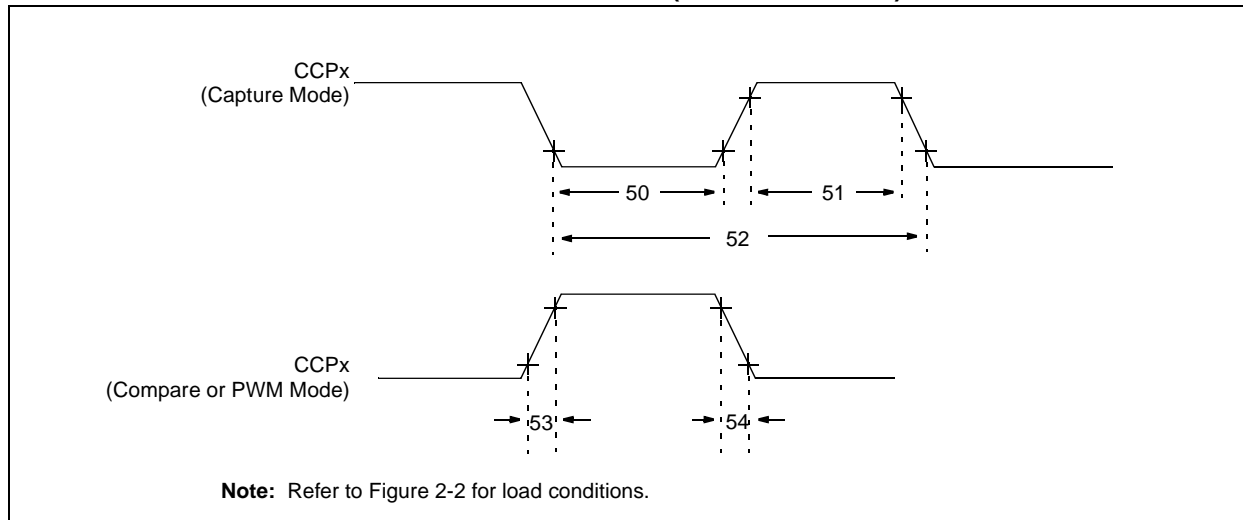 CCPx
(Capture Mode)
50
51
52
CCPx
(Compare or PWM Mode)
53
54
Note: Refer to Figure 2-2 for load conditions.